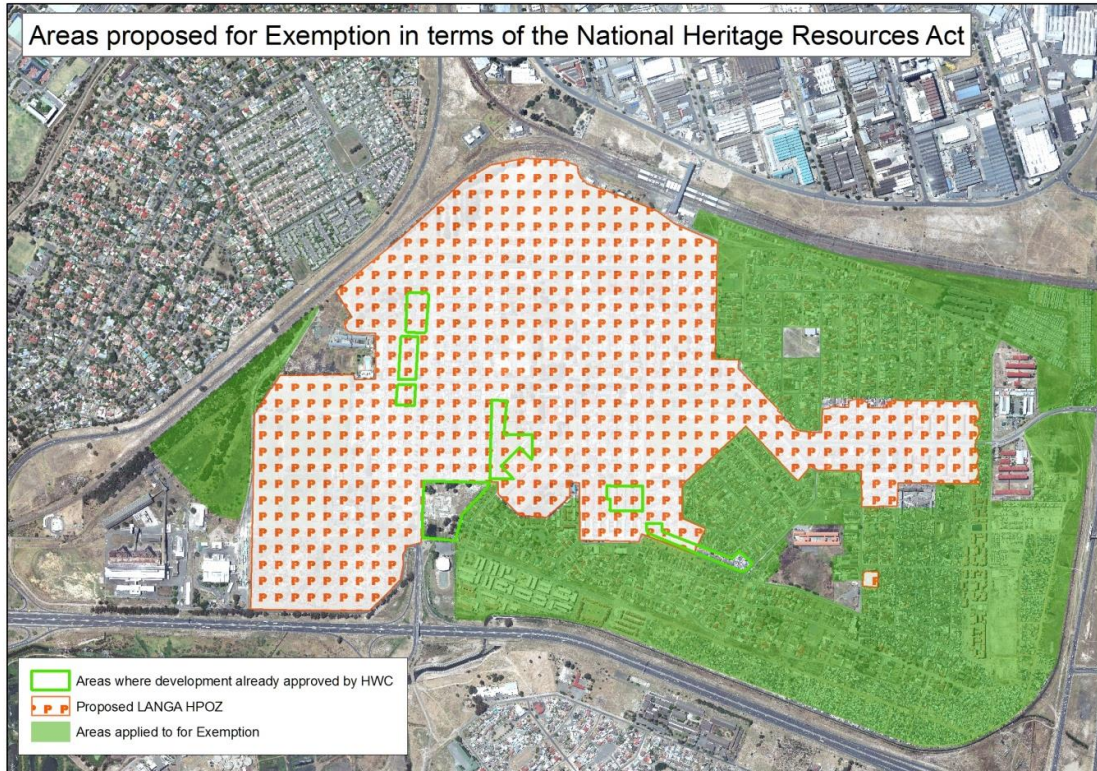 Areas proposed for Exemption in terms of the National Heritage Resources Act
Areas where development already approved by HWC
P P Proposed LANGA HPOZ
Areas applied to for Exemption